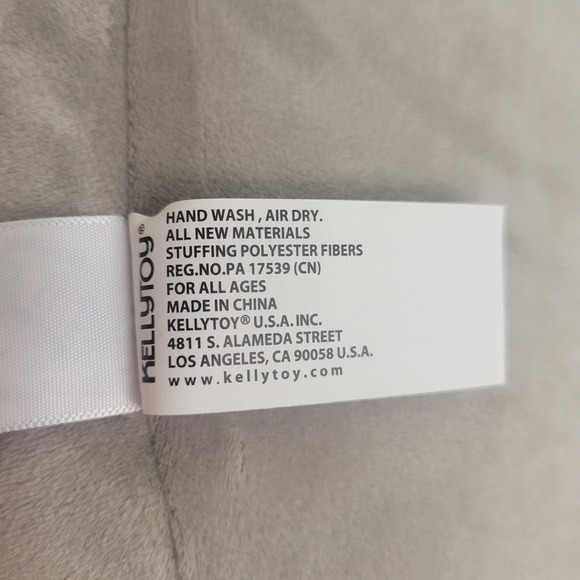 KELLYTOY®
HAND WASH , AIR DRY.
ALL NEW MATERIALS
STUFFING POLYESTER FIBERS
REG.NO.PA 17539 (CN)
FOR ALL AGES
MADE IN CHINA
KELLYTOY® U.S.A. INC.
4811 S. ALAMEDA STREET
LOS ANGELES, CA 90058 U.S.A.
www.kellytoy.com